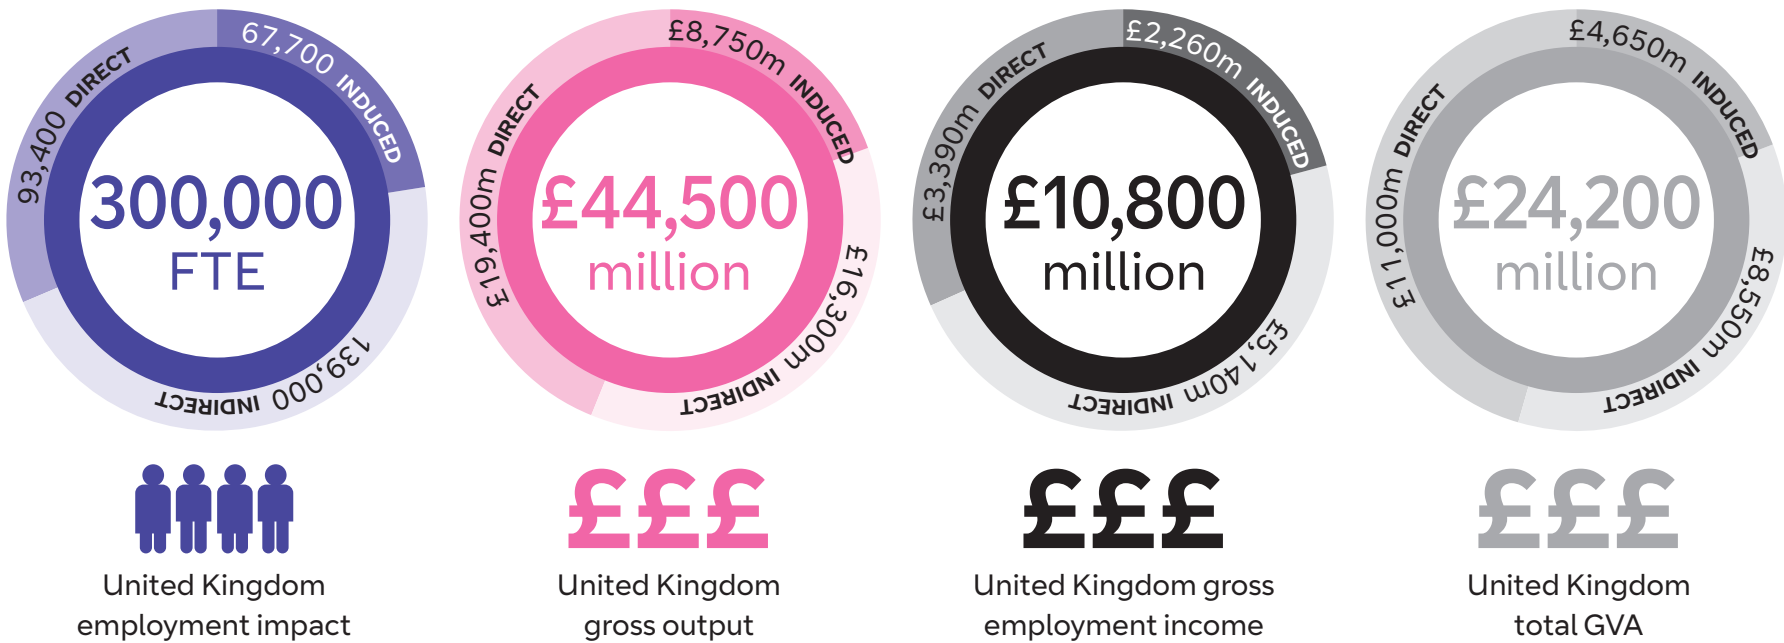 93,400 DIRECT
67,700 INDUCED
139,000 INDIRECT
300,000
FTE
United Kingdom
employment impact
£19,400m DIRECT
£8,750m INDUCED
£16,300m INDIRECT
£44,500
million
£££
United Kingdom
gross output
£3,390m DIRECT
£2,260m INDUCED
£5,140m INDIRECT
£10,800
million
£££
United Kingdom gross
employment income
£11,000m DIRECT
£4,650m INDUCED
£8,550m INDIRECT
£24,200
million
£££
United Kingdom
total GVA